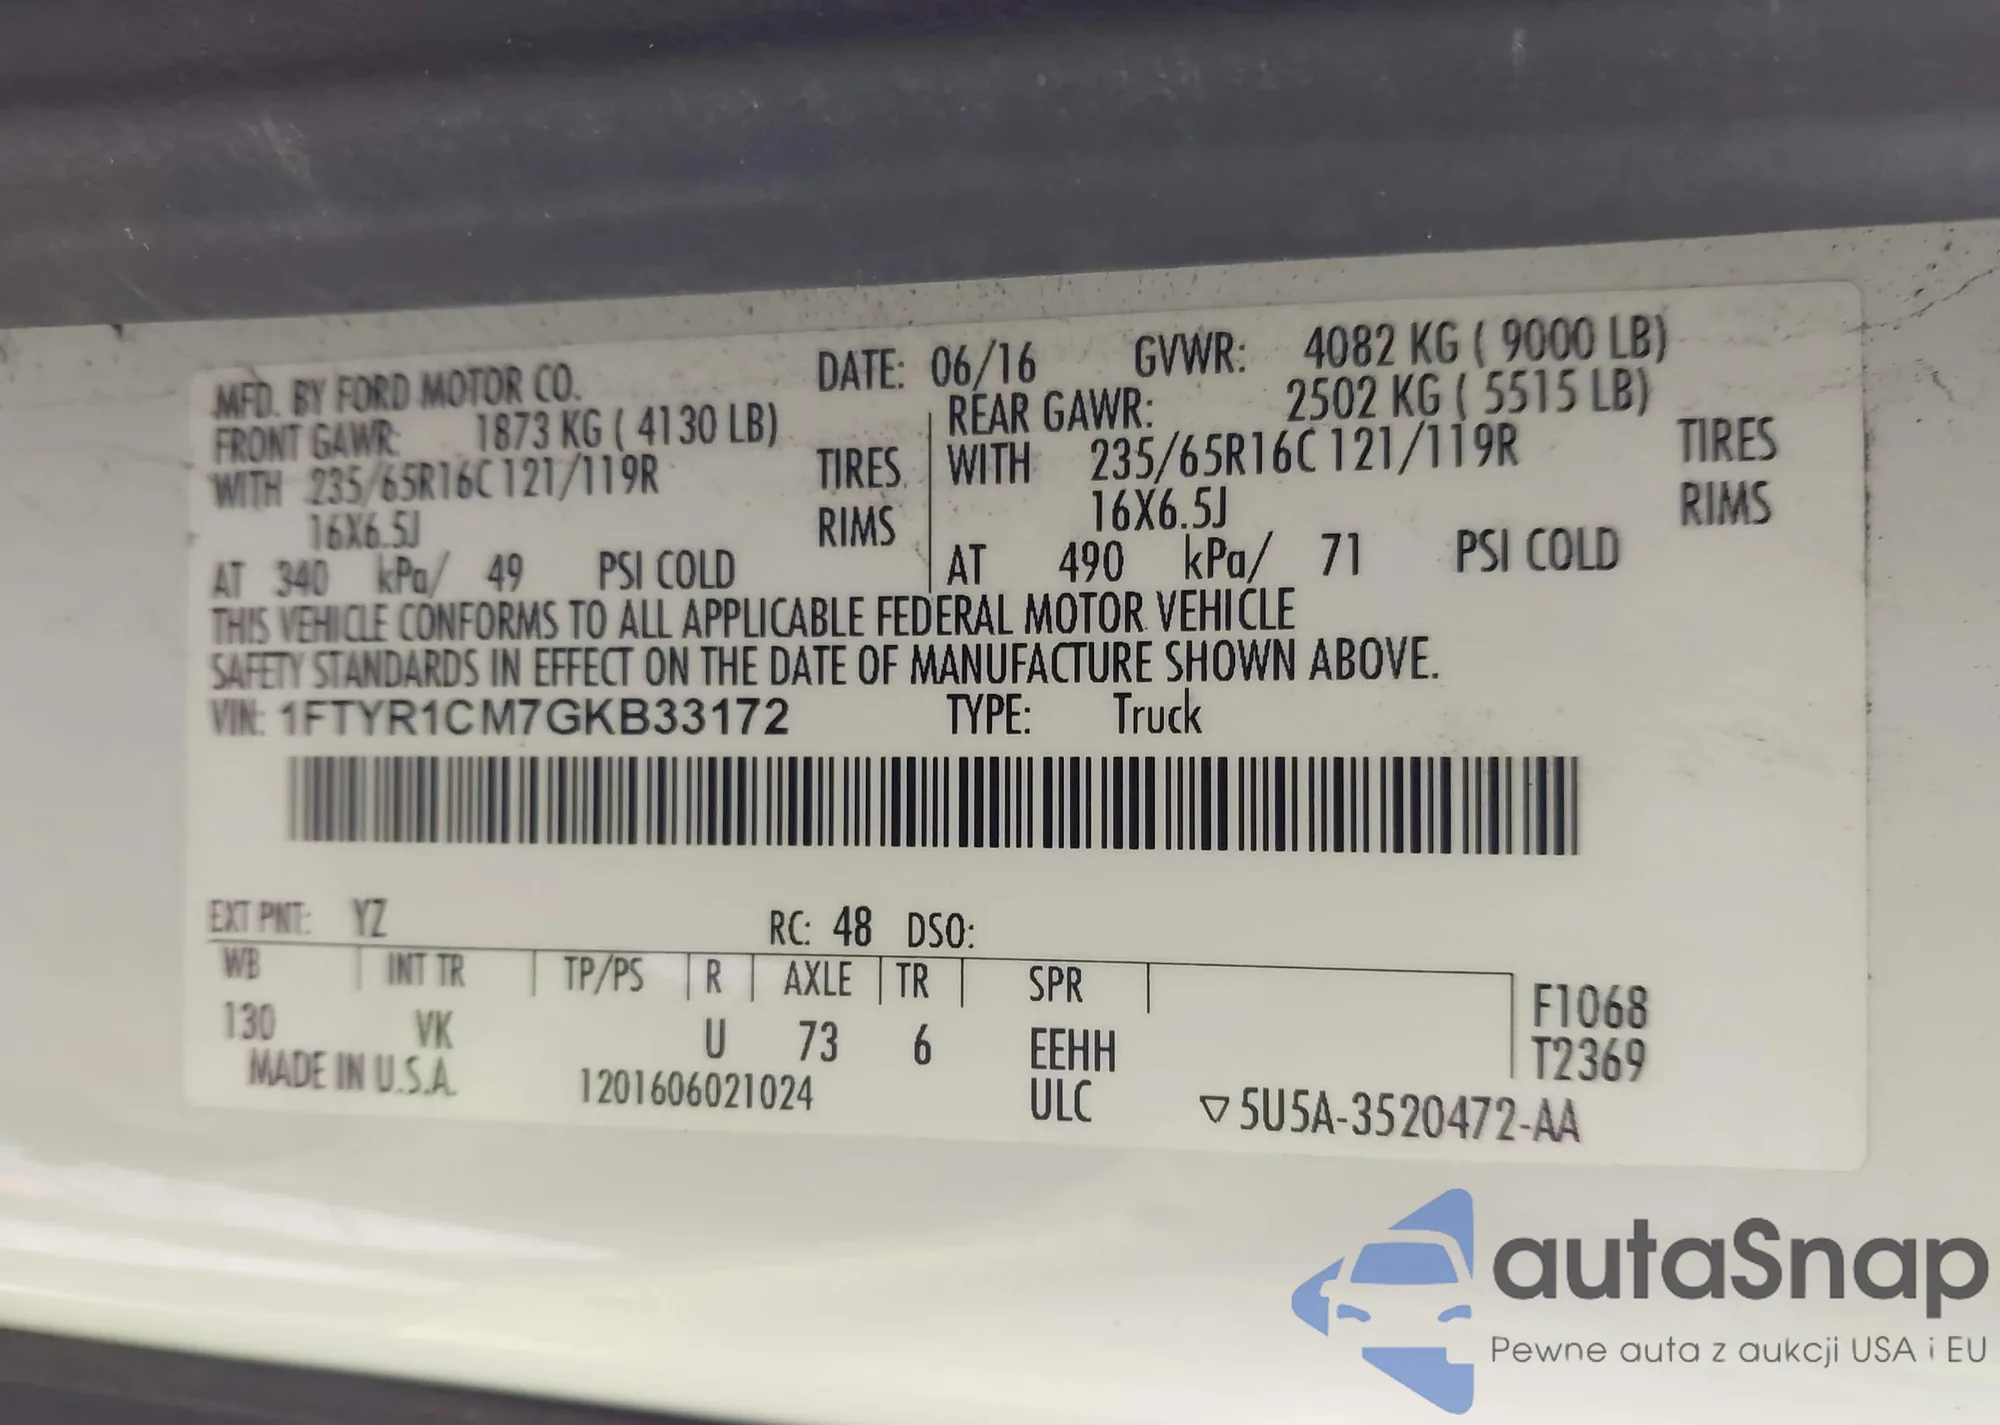 MFD. BY FORD MOTOR CO. DATE: 06/16 GVWR: 4082 KG ( 9000 LB)
FRONT GAWR: 1873 KG ( 4130 LB) REAR GAWR: 2502 KG ( 5515 LB)
WITH 235/65R16C 121/119R TIRES WITH 235/65R16C 121/119R TIRES
16X6.5J RIMS 16X6.5J RIMS
AT 340 kPa/ 49 PSI COLD AT 490 kPa/ 71 PSI COLD
THIS VEHICLE CONFORMS TO ALL APPLICABLE FEDERAL MOTOR VEHICLE
SAFETY STANDARDS IN EFFECT ON THE DATE OF MANUFACTURE SHOWN ABOVE.
VIN: 1FTYR1CM7GKB33172 TYPE: Truck
EXT PNT: YZ RC: 48 DSO:
WB INT TR TP/PS R AXLE TR SPR F1068
130 VK U 73 6 EEHH T2369
MADE IN U.S.A. 1201606021024 ULC ▽5U5A-3520472-AA
autaSnap
Pewne auta z aukcji USA i EU